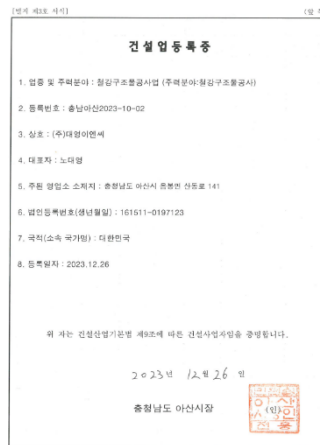 [별지 제3호 서식]
건설업등록증
1. 업종 및 주력분야 : 철강구조물공사업 (주력분야:철강구조물공사)
2. 등록번호 : 충남아산2023-10-02
3. 상호 : (주)대영이엔씨
4. 대표자 : 노대영
5. 주된 영업소 소재지 : 충청남도 아산시 음봉면 산동로 141
6. 법인등록번호(생년월일) : 161511-0197123
7. 국적(소속 국가명) : 대한민국
8. 등록일자 : 2023.12.26
위 자는 건설산업기본법 제9조에 따른 건설사업자임을 증명합니다.
2023년 12월 26일
충청남도 아산시장 (인)